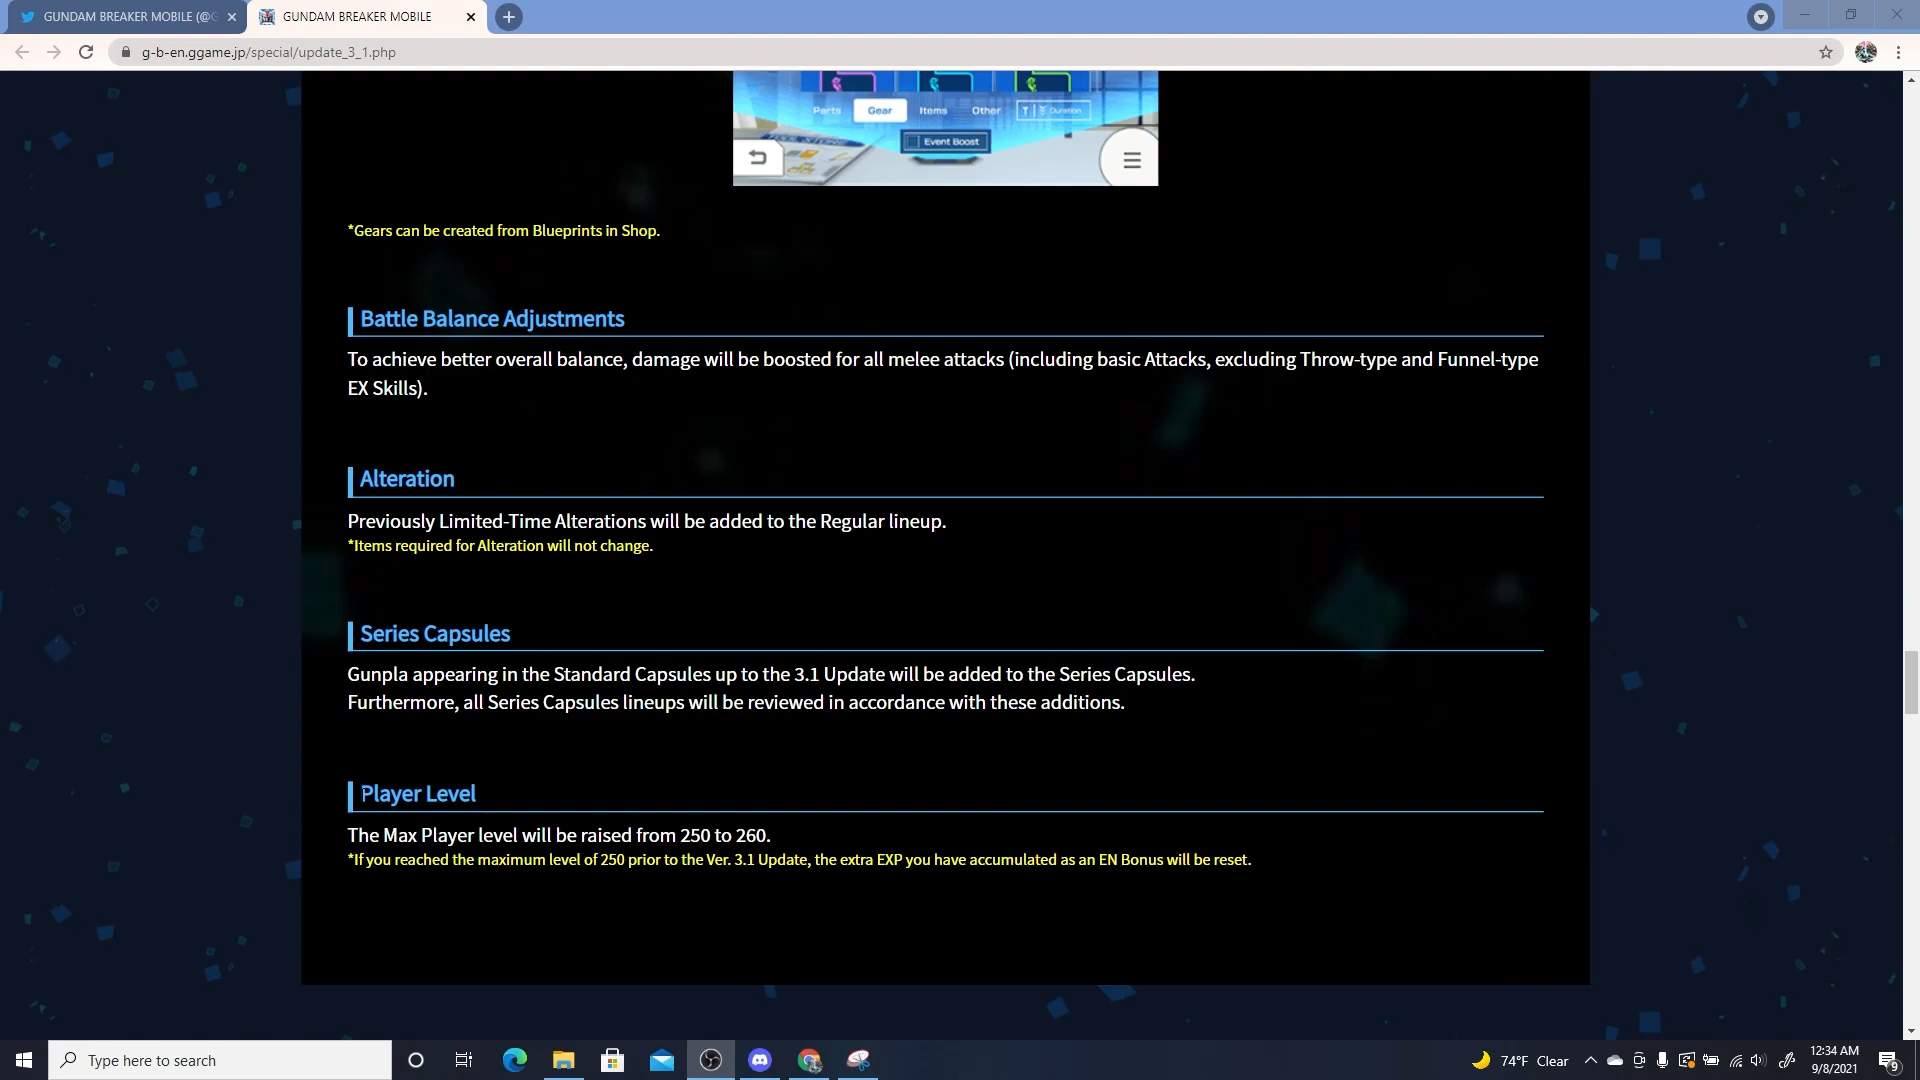 GUNDAM BREAKER MOBILE (@G
GUNDAM BREAKER MOBILE
g-b-en.ggame.jp/special/update_3_1.php
Parts Gear Items Other Duration
Event Boost
*Gears can be created from Blueprints in Shop.
Battle Balance Adjustments
To achieve better overall balance, damage will be boosted for all melee attacks (including basic Attacks, excluding Throw-type and Funnel-type
EX Skills).
Alteration
Previously Limited-Time Alterations will be added to the Regular lineup.
*Items required for Alteration will not change.
Series Capsules
Gunpla appearing in the Standard Capsules up to the 3.1 Update will be added to the Series Capsules.
Furthermore, all Series Capsules lineups will be reviewed in accordance with these additions.
Player Level
The Max Player level will be raised from 250 to 260.
*If you reached the maximum level of 250 prior to the Ver. 3.1 Update, the extra EXP you have accumulated as an EN Bonus will be reset.
Type here to search
74°F Clear
12:34 AM
9/8/2021
9